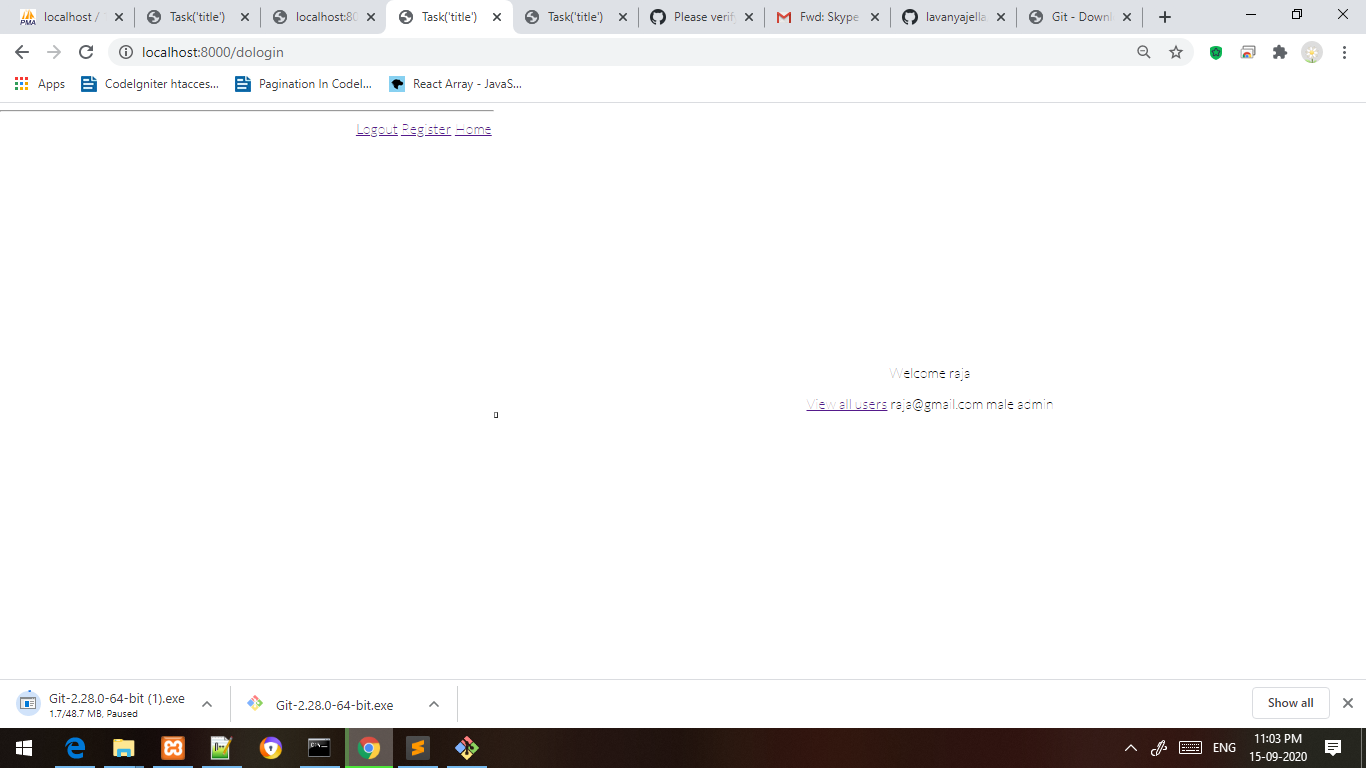 localhost / Task('title') localhost:80 Task('title') Task('title') Please verif Fwd: Skype lavanyajella Git - Downl
localhost:8000/dologin
Apps CodeIgniter htacces... Pagination In CodeI... React Array - JavaS...
Logout Register Home
Welcome raja
View all users raja@gmail.com male admin
Git-2.28.0-64-bit (1).exe
1.7/48.7 MB, Paused
Git-2.28.0-64-bit.exe
Show all
ENG
11:03 PM
15-09-2020